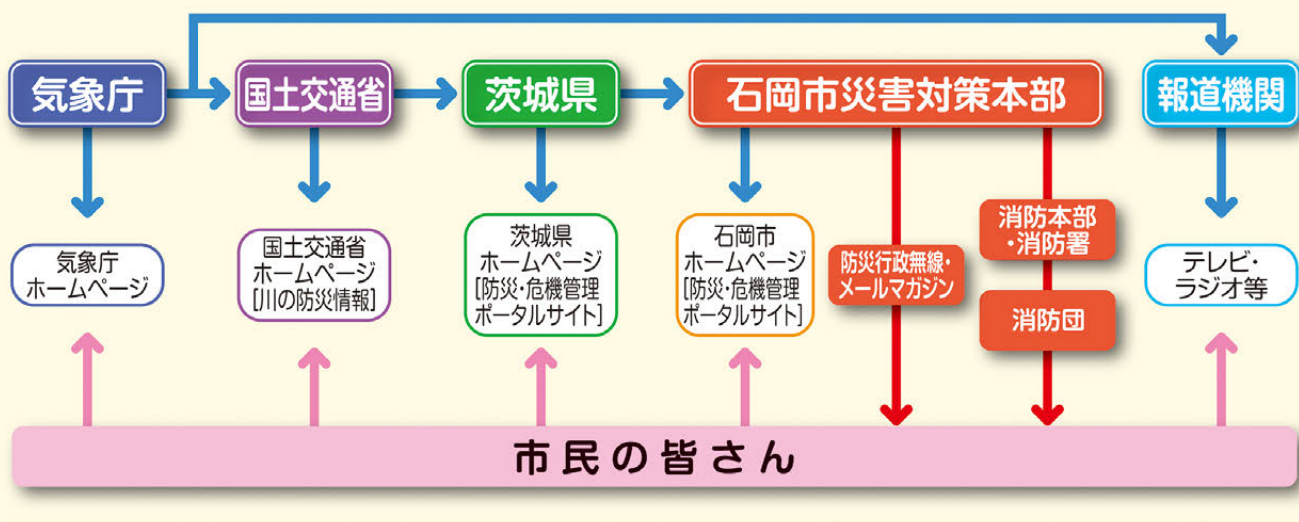 気象庁
国土交通省
茨城県
石岡市災害対策本部
報道機関
気象庁
ホームページ
国土交通省
ホームページ
[川の防災情報]
茨城県
ホームページ
[防災・危機管理
ポータルサイト]
石岡市
ホームページ
[防災・危機管理
ポータルサイト]
防災行政無線・
メールマガジン
消防本部
・消防署
消防団
テレビ・
ラジオ等
市民の皆さん